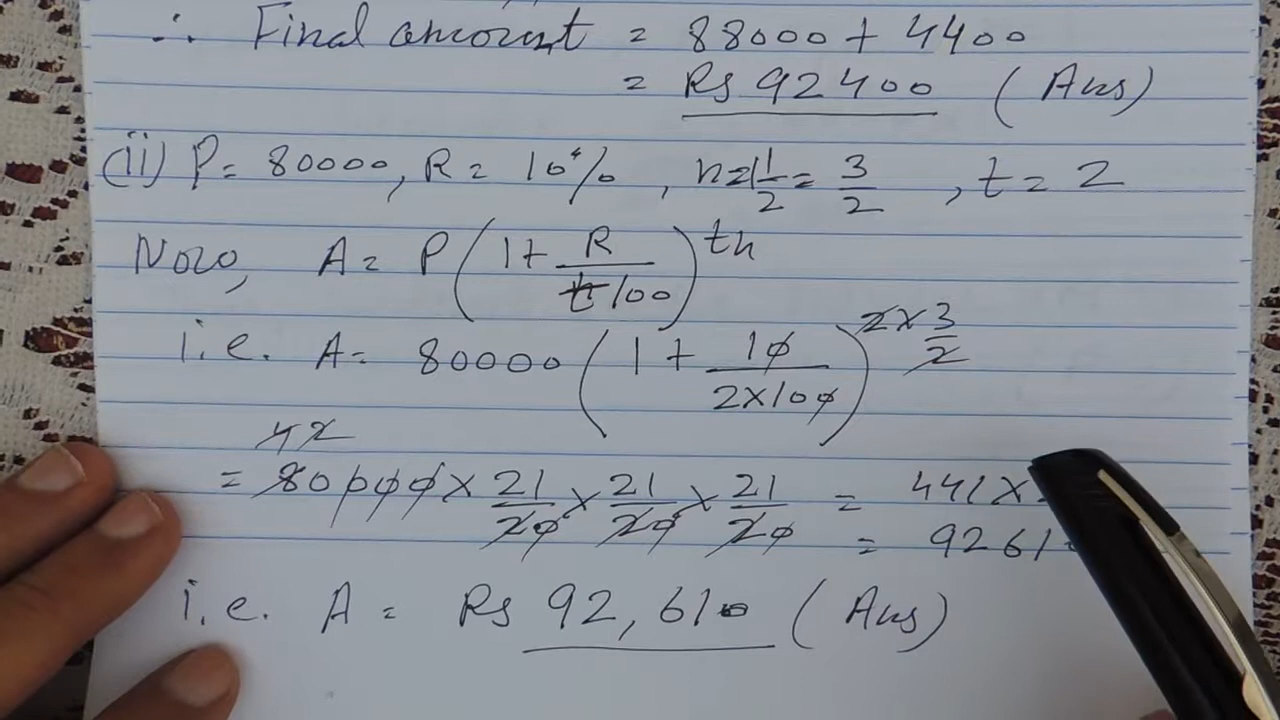 ∴ Final amount = 88000 + 4400
= Rs 92400 (Ans)
(ii) P = 80000, R = 10%, n = 1 1/2 = 3/2, t = 2
Now, A = P(1 + R/t100)^tn
i.e. A = 80000(1 + 10/2×100)^2×3/2
4 2
= 80000 × 21/20 × 21/20 × 21/20 = 441 ×
= 9261
i.e. A = Rs 92,610 (Ans)